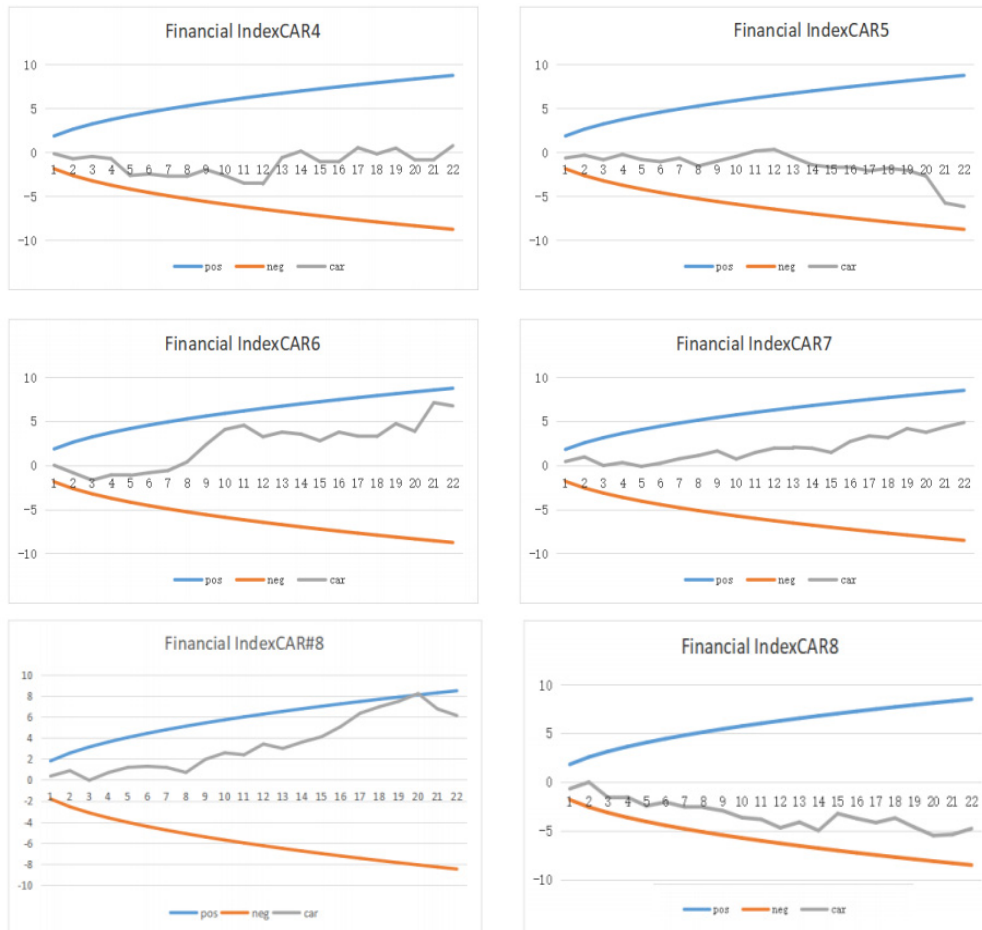 Financial IndexCAR4
10
5
0
-5
-10
1 2 3 4 5 6 7 8 9 10 11 12 13 14 15 16 17 18 19 20 21 22
pos neg car
Financial IndexCAR5
10
5
0
-5
-10
1 2 3 4 5 6 7 8 9 10 11 12 13 14 15 16 17 18 19 20 21 22
pos neg car
Financial IndexCAR6
10
5
0
-5
-10
1 2 3 4 5 6 7 8 9 10 11 12 13 14 15 16 17 18 19 20 21 22
pos neg car
Financial IndexCAR7
10
5
0
-5
-10
1 2 3 4 5 6 7 8 9 10 11 12 13 14 15 16 17 18 19 20 21 22
pos neg car
Financial IndexCAR#8
10
8
6
4
2
0
-2
-4
-6
-8
-10
1 2 3 4 5 6 7 8 9 10 11 12 13 14 15 16 17 18 19 20 21 22
pos neg car
Financial IndexCAR8
10
5
0
-5
-10
1 2 3 4 5 6 7 8 9 10 11 12 13 14 15 16 17 18 19 20 21 22
pos neg car